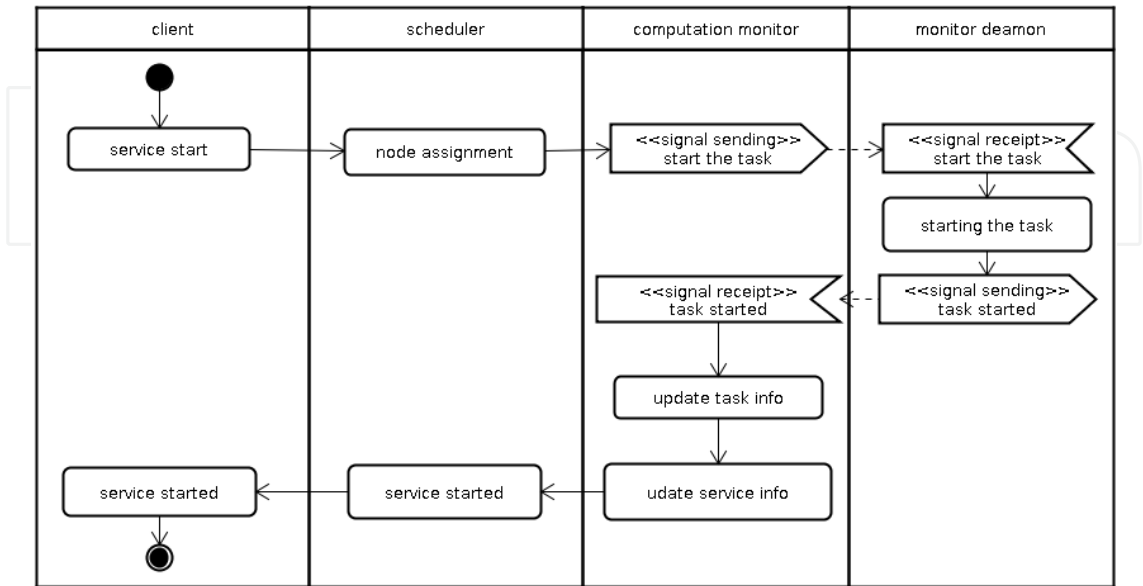 client
scheduler
computation monitor
monitor deamon
service start
node assignment
<<signal sending>>
start the task
<<signal receipt>>
start the task
starting the task
<<signal receipt>>
task started
<<signal sending>>
task started
update task info
service started
service started
udate service info